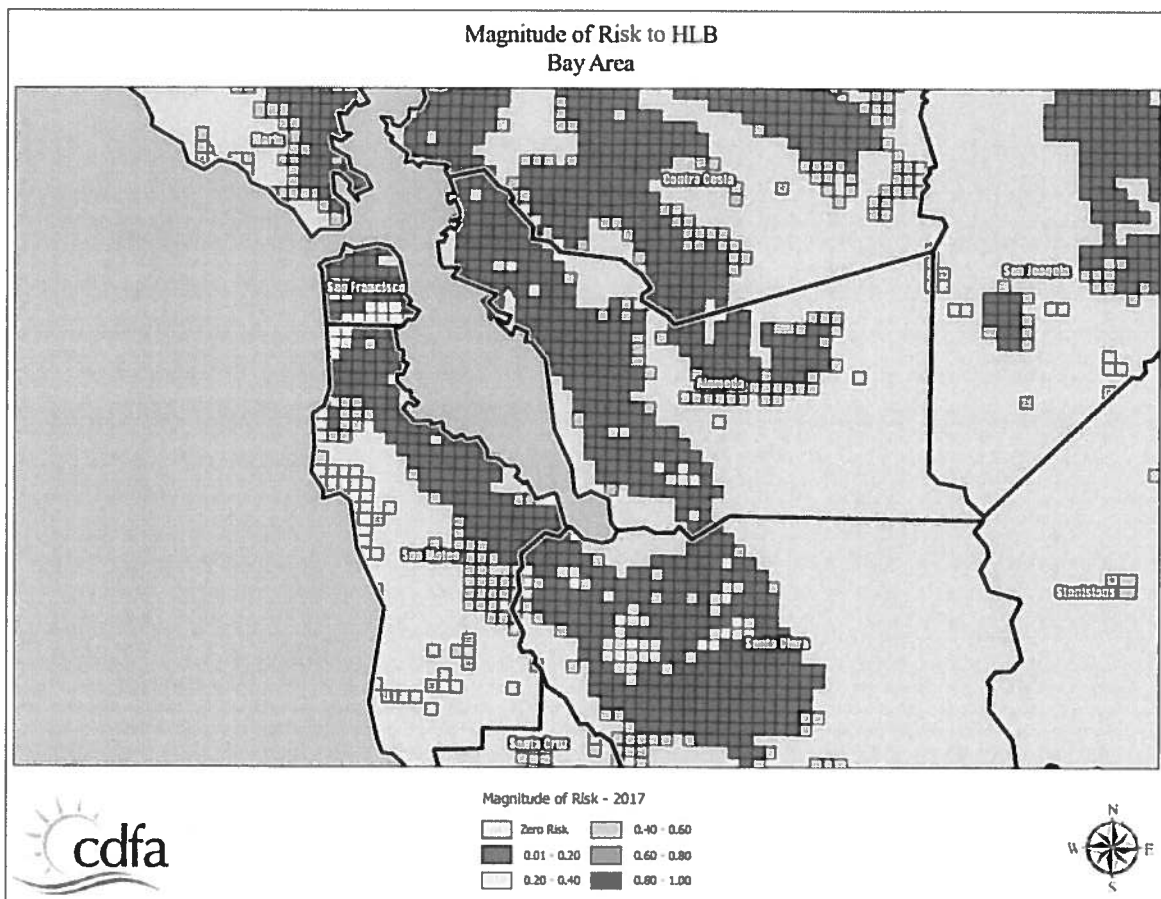 Magnitude of Risk to HLB
Bay Area
Marin
Contra Costa
San Joaquin
San Francisco
Alameda
San Mateo
Stanislaus
Santa Clara
Santa Cruz
Magnitude of Risk - 2017
Zero Risk
0.40 - 0.60
0.01 - 0.20
0.60 - 0.80
0.20 - 0.40
0.80 - 1.00
cdfa
N
W
E
S